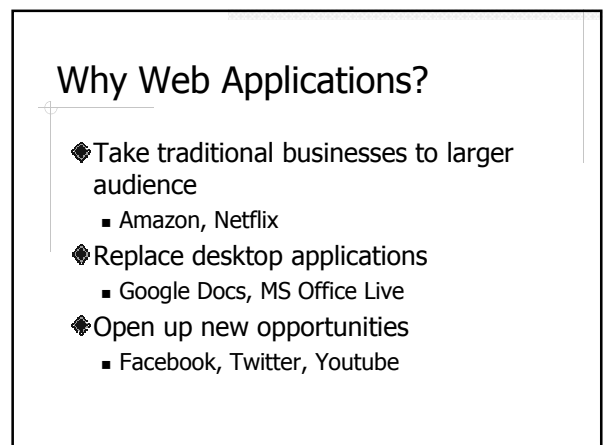 Why Web Applications?
Take traditional businesses to larger
audience
Amazon, Netflix
Replace desktop applications
Google Docs, MS Office Live
Open up new opportunities
Facebook, Twitter, Youtube